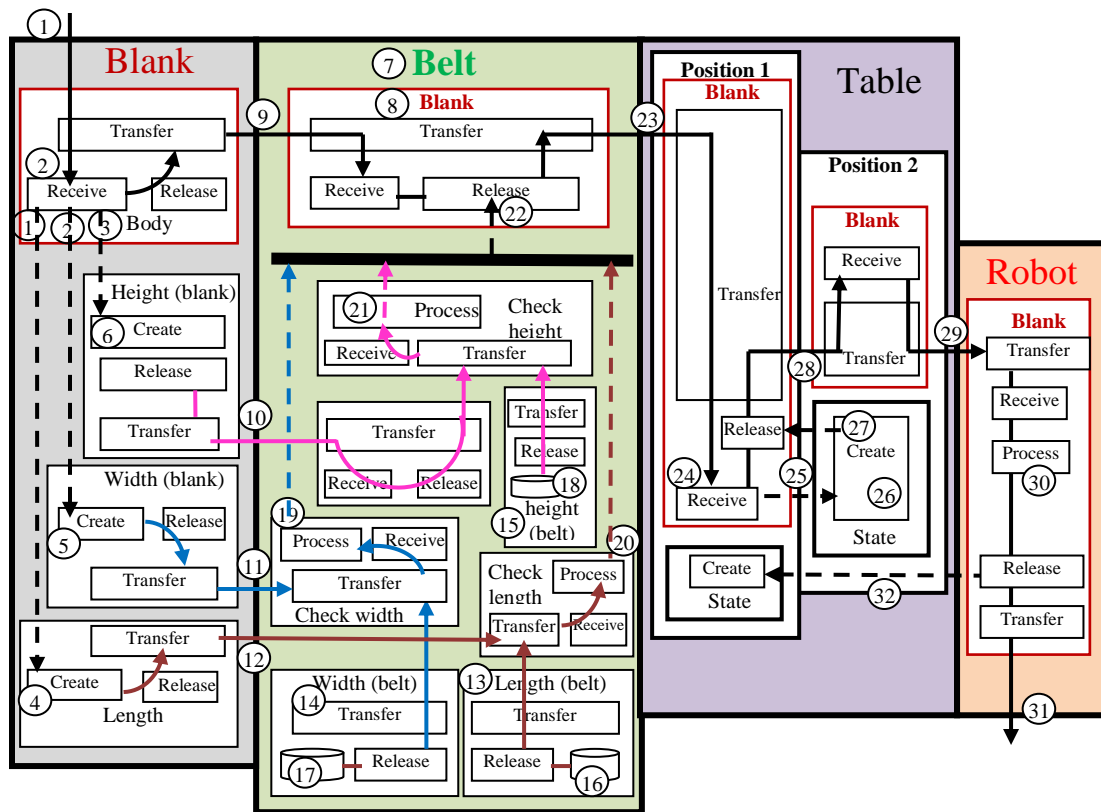 1
Blank
Transfer
2
Receive
Release
1
2
3
Body
Height (blank)
6
Create
Release
Transfer
10
Width (blank)
Create
Release
5
Transfer
11
Transfer
12
Create
Release
4
Length
7
Belt
8
Blank
9
Transfer
Receive
Release
22
21
Process
Check
height
Receive
Transfer
Transfer
Receive
Release
Transfer
Release
18
15
height
(belt)
19
Process
Receive
Transfer
Check width
20
Check
length
Process
Transfer
Receive
Width (belt)
14
Transfer
17
Release
13
Length (belt)
Transfer
Release
16
23
Table
Position 1
Blank
Transfer
Release
24
Receive
25
Create
State
Position 2
Blank
Receive
Transfer
28
27
Create
26
State
32
29
Robot
Blank
Transfer
Receive
Process
30
Release
Transfer
31